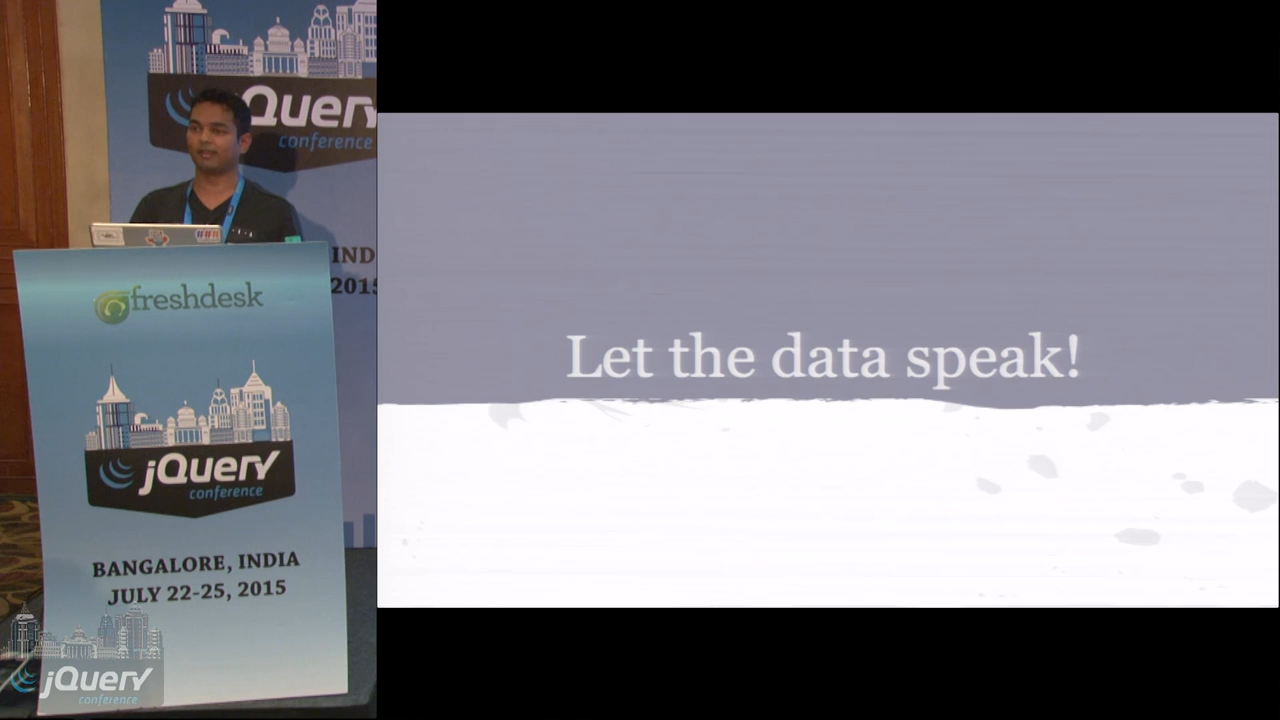 jQuery
conference
IND
2015
freshdesk
jQuery
conference
BANGALORE, INDIA
JULY 22-25, 2015
jQuery
conference
Let the data speak!